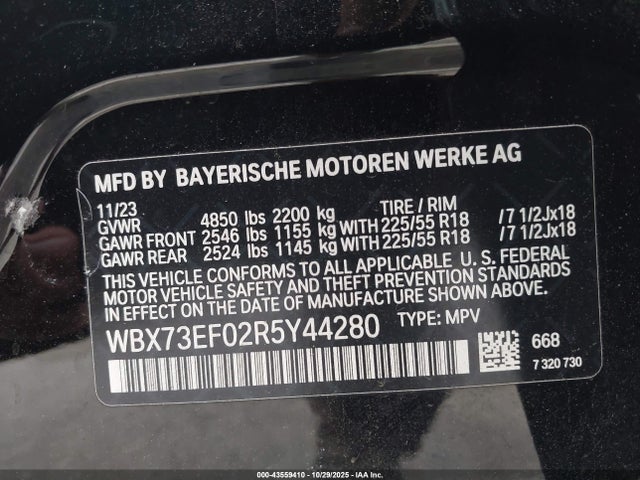 MFD BY BAYERISCHE MOTOREN WERKE AG
11/23 TIRE / RIM
GVWR 4850 lbs 2200 kg
GAWR FRONT 2546 lbs 1155 kg WITH 225/55 R18 /7 1/2Jx18
GAWR REAR 2524 lbs 1145 kg WITH 225/55 R18 /7 1/2Jx18
THIS VEHICLE CONFORMS TO ALL APPLICABLE U.S. FEDERAL
MOTOR VEHICLE SAFETY AND THEFT PREVENTION STANDARDS
IN EFFECT ON THE DATE OF MANUFACTURE SHOWN ABOVE.
WBX73EF02R5Y44280 TYPE: MPV
668
7 320 730
000-43559410 | 10/29/2025 | IAAI.COM